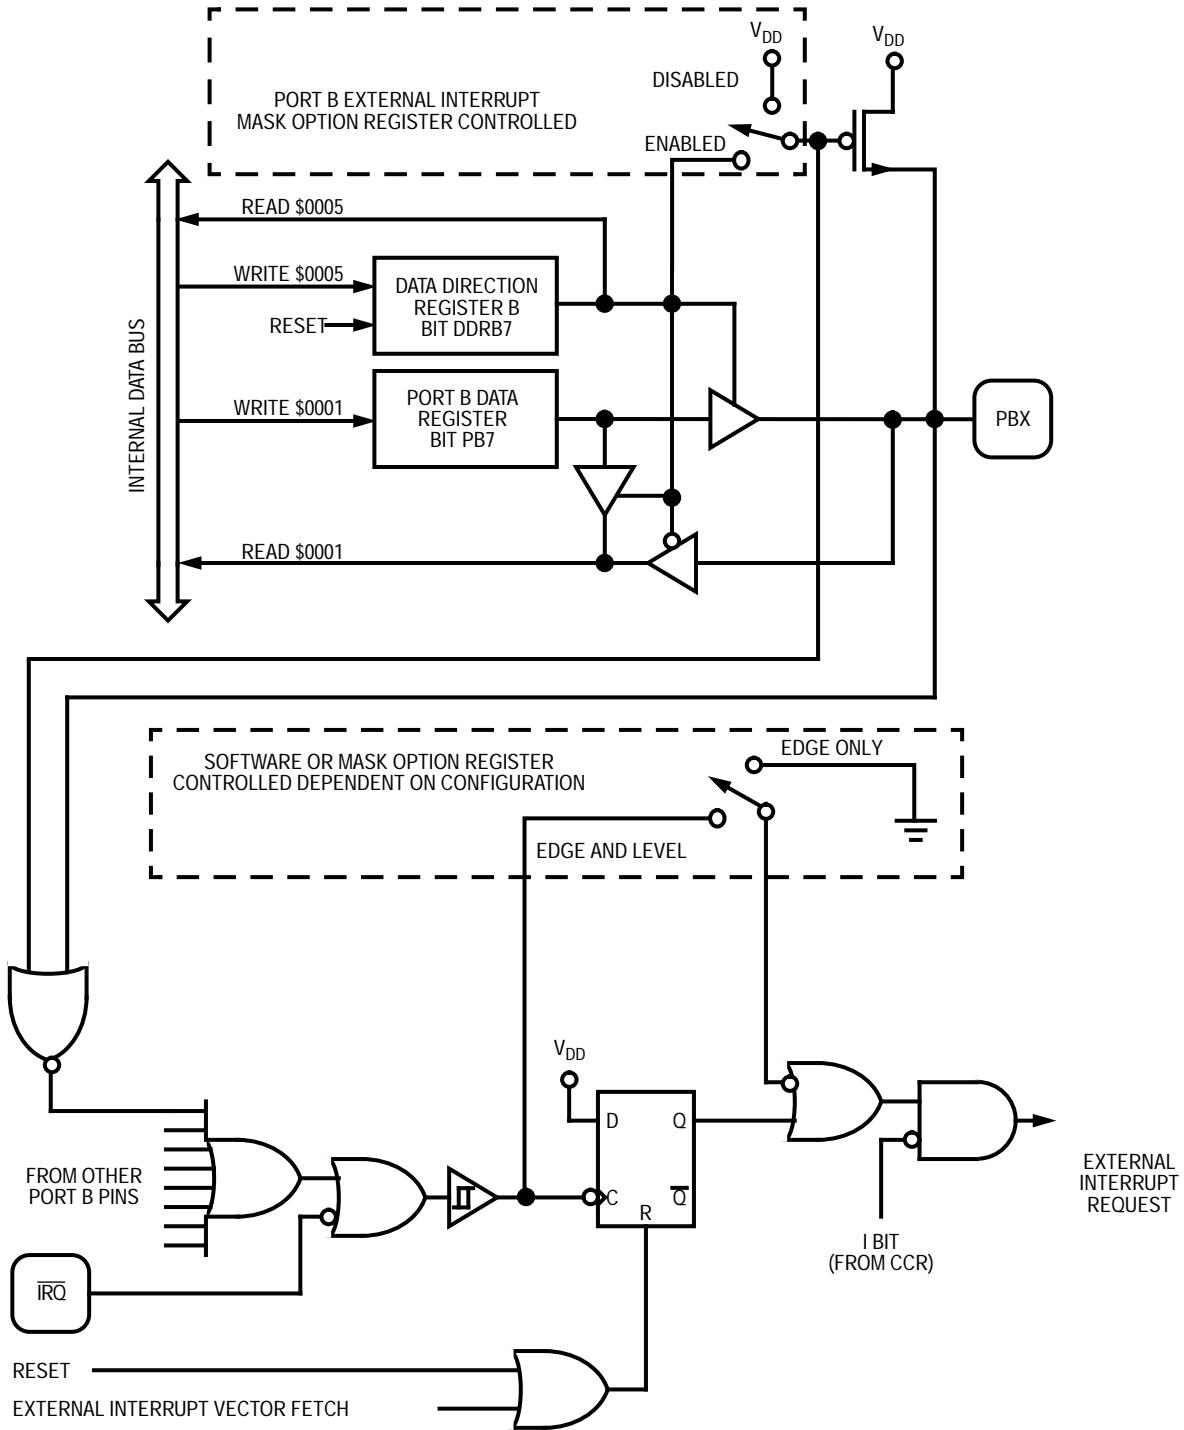 VDD
VDD
DISABLED
PORT B EXTERNAL INTERRUPT
MASK OPTION REGISTER CONTROLLED
ENABLED
READ $0005
WRITE $0005
DATA DIRECTION
REGISTER B
BIT DDRB7
RESET
INTERNAL DATA BUS
WRITE $0001
PORT B DATA
REGISTER
BIT PB7
PBX
READ $0001
EDGE ONLY
SOFTWARE OR MASK OPTION REGISTER
CONTROLLED DEPENDENT ON CONFIGURATION
EDGE AND LEVEL
VDD
D
Q
C
Q̅
R
FROM OTHER
PORT B PINS
EXTERNAL
INTERRUPT
REQUEST
I BIT
(FROM CCR)
I̅R̅Q̅
RESET
EXTERNAL INTERRUPT VECTOR FETCH